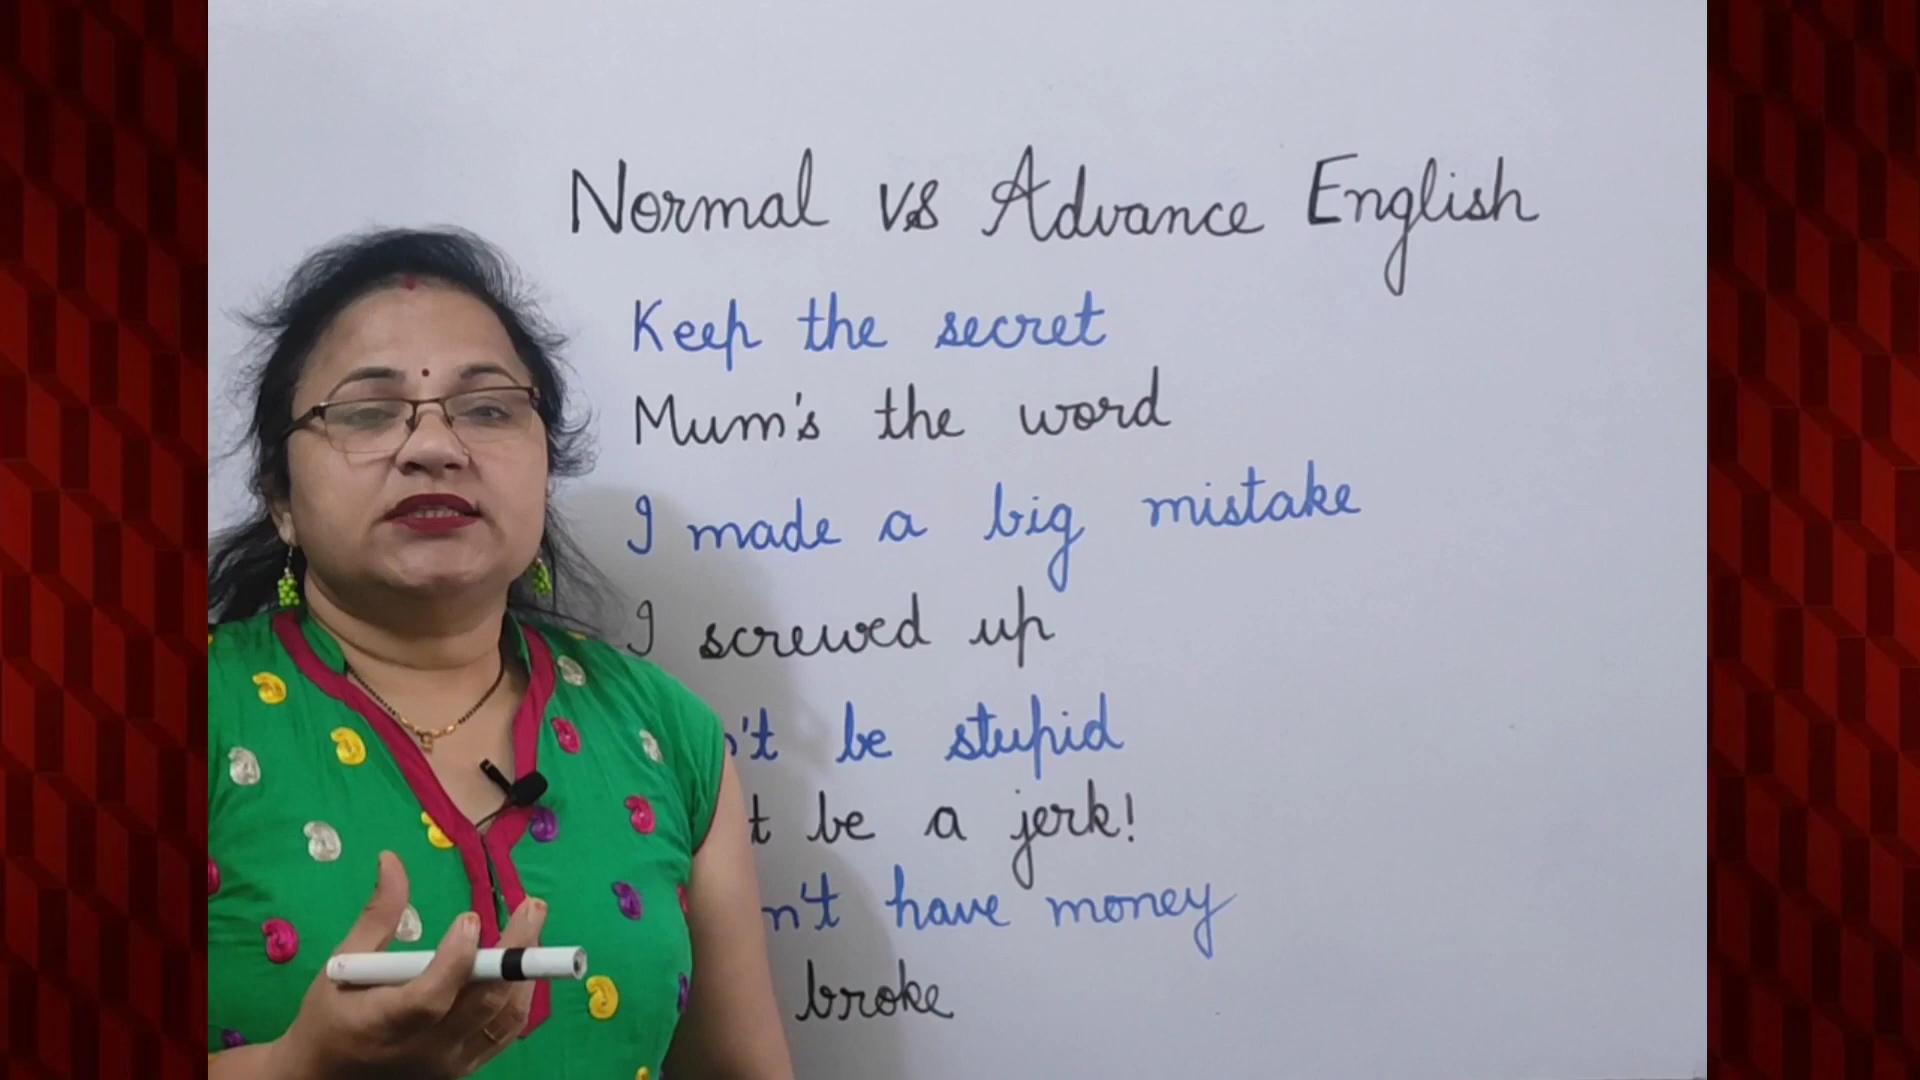 Normal vs Advance English
Keep the secret
Mum's the word
I made a big mistake
I screwed up
be stupid
be a jerk!
have money
broke